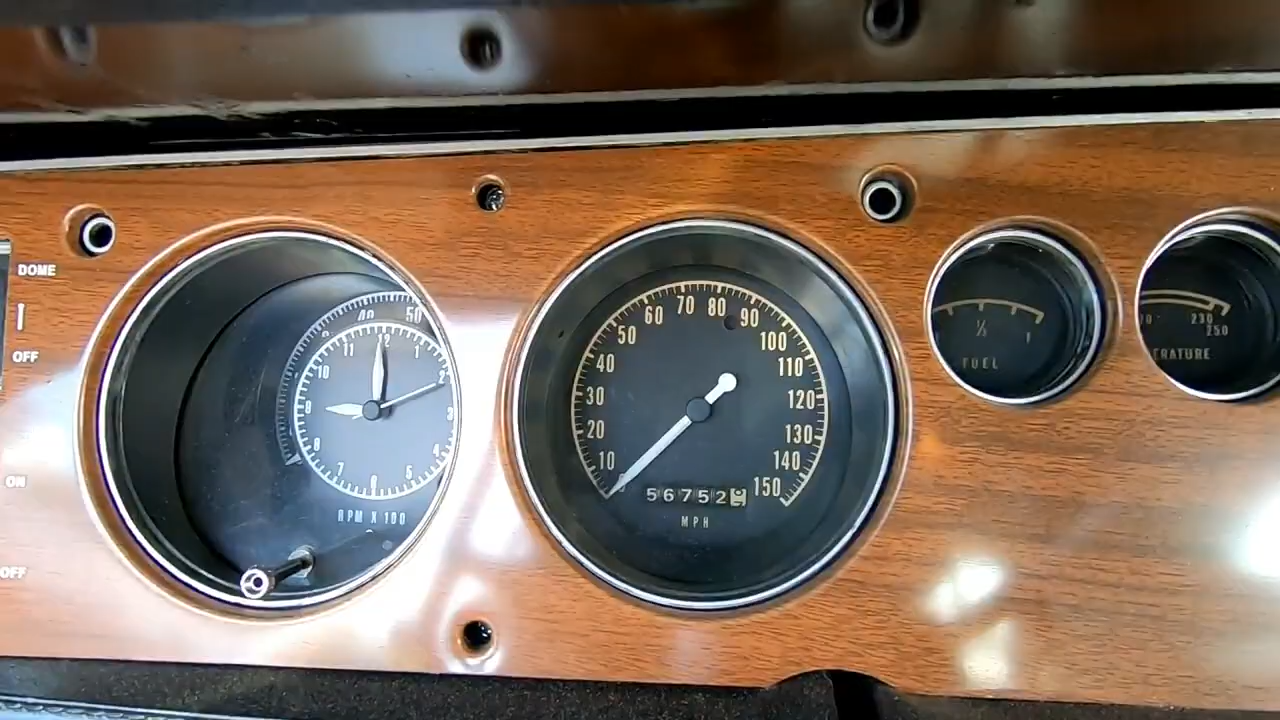 DOME
OFF
ON
OFF
40 50
12 1 2 3 4 5 6 7 8 9 10 11
RPM X 100
10 20 30 40 50 60 70 80 90 100 110 120 130 140 150
56752
MPH
½ 1
FUEL
230
250
ERATURE